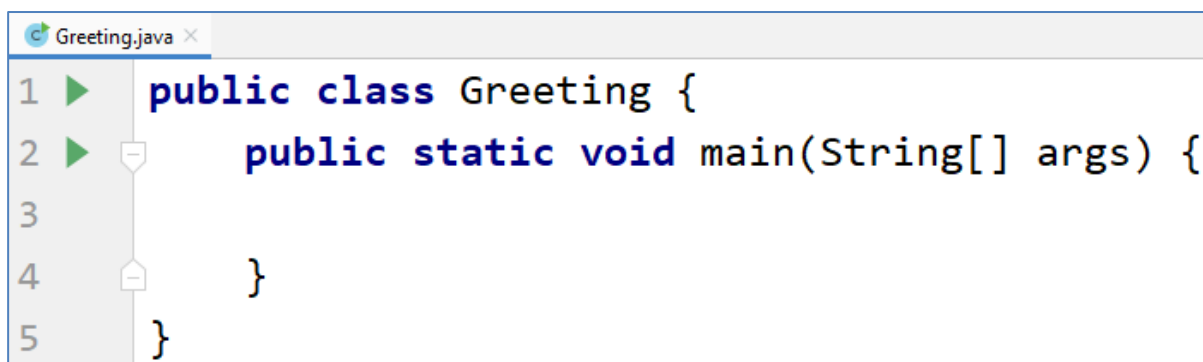 Greeting.java
1 public class Greeting {
2 public static void main(String[] args) {
3
4 }
5 }